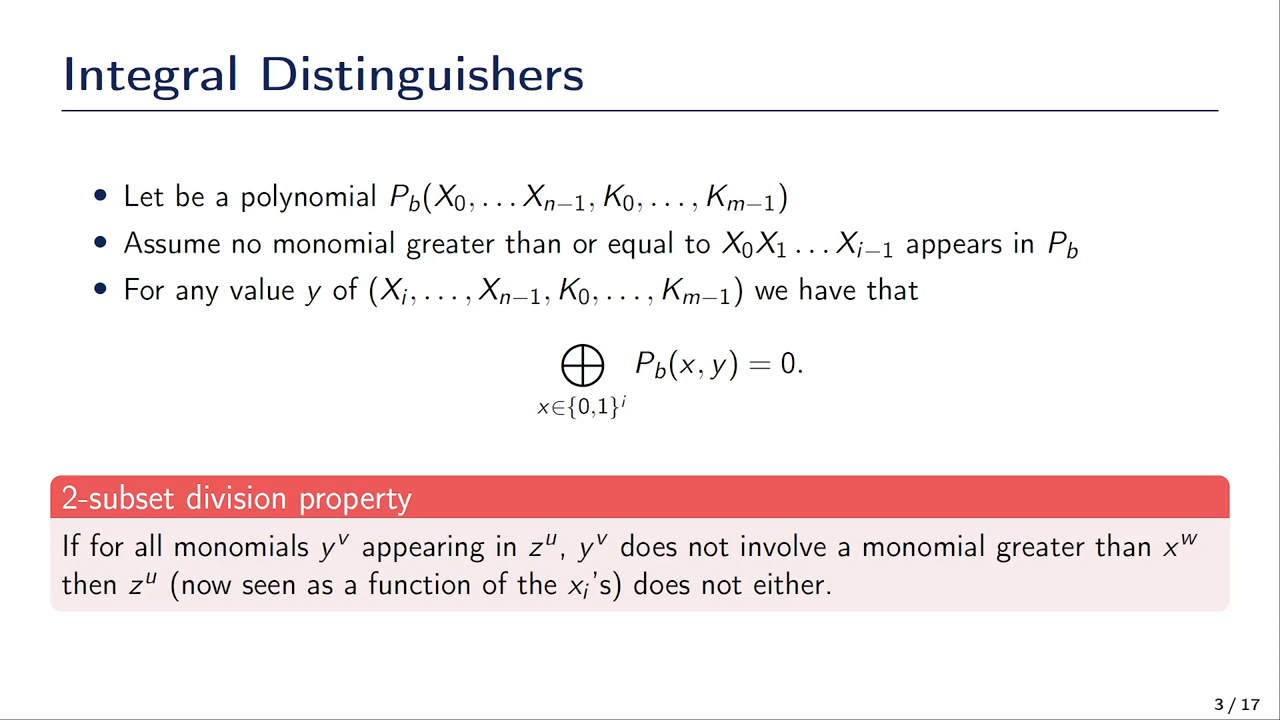 Integral Distinguishers
• Let be a polynomial P_b(X_0, … X_{n−1}, K_0, …, K_{m−1})
• Assume no monomial greater than or equal to X_0X_1 … X_{i−1} appears in P_b
• For any value y of (X_i, …, X_{n−1}, K_0, …, K_{m−1}) we have that
⊕ P_b(x, y) = 0.
x∈{0,1}^i
2-subset division property
If for all monomials y^v appearing in z^u, y^v does not involve a monomial greater than x^w
then z^u (now seen as a function of the x_i's) does not either.
3 / 17